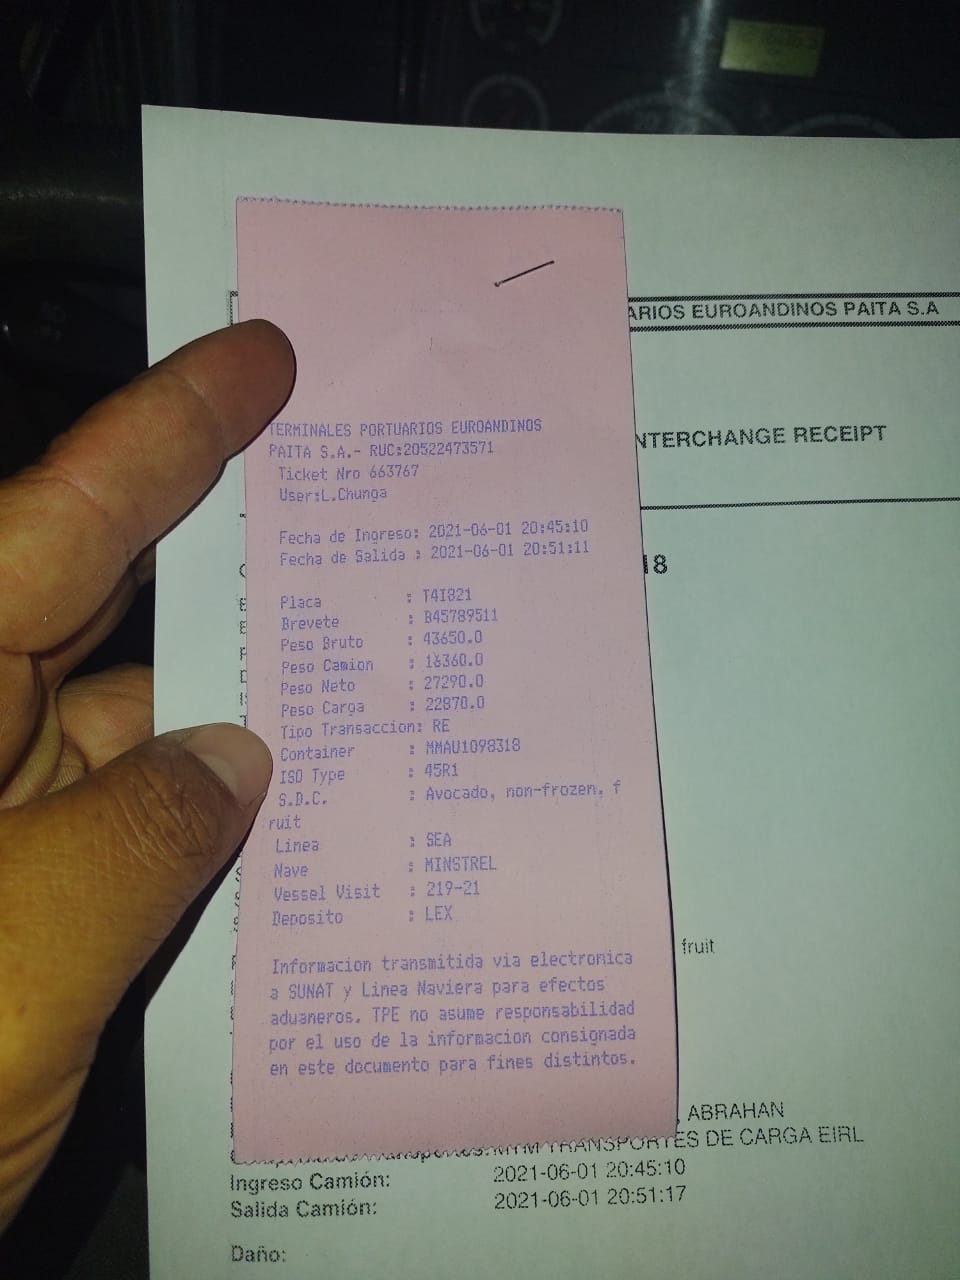 ARIOS EUROANDINOS PAITA S.A
NTERCHANGE RECEIPT
18
TERMINALES PORTUARIOS EUROANDINOS
PAITA S.A.- RUC:20522473571
Ticket Nro 663767
User:L.Chunga
Fecha de Ingreso: 2021-06-01 20:45:10
Fecha de Salida : 2021-06-01 20:51:11
Placa : T4I821
Brevete : B45789511
Peso Bruto : 43650.0
Peso Camion : 16360.0
Peso Neto : 27290.0
Peso Carga : 22870.0
Tipo Transaccion: RE
Container : MMAU1098318
ISO Type : 45R1
S.D.C. : Avocado, non-frozen, f
ruit
Linea : SEA
Nave : MINSTREL
Vessel Visit : 219-21
Deposito : LEX
Informacion transmitida via electronica
a SUNAT y Linea Naviera para efectos
aduaneros. TPE no asume responsabilidad
por el uso de la informacion consignada
en este documento para fines distintos.
fruit
, ABRAHAN
TRANSPORTES DE CARGA EIRL
Ingreso Camión: 2021-06-01 20:45:10
Salida Camión: 2021-06-01 20:51:17
Daño: